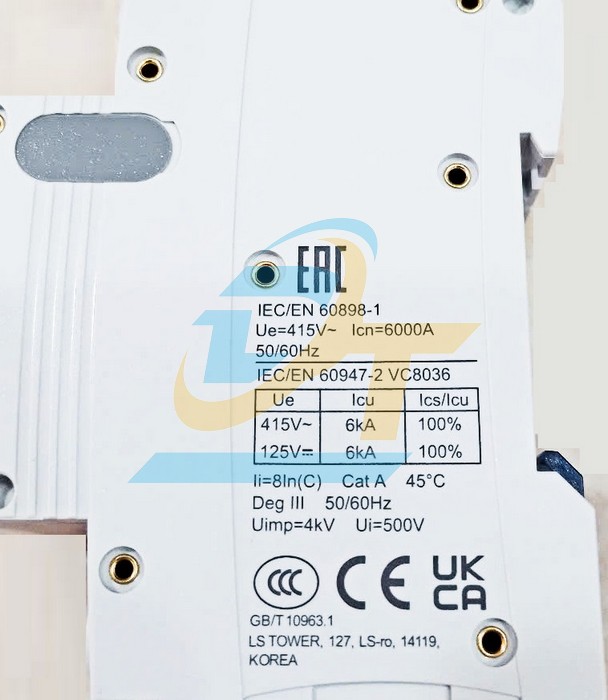 EAC
IEC/EN 60898-1
Ue=415V~ Icn=6000A
50/60Hz
IEC/EN 60947-2 VC8036
Ue Icu Ics/Icu
415V~ 6kA 100%
125V⎓ 6kA 100%
Ii=8In(C) Cat A 45°C
Deg III 50/60Hz
Uimp=4kV Ui=500V
CCC CE UK CA
GB/T 10963.1
LS TOWER, 127, LS-ro, 14119,
KOREA